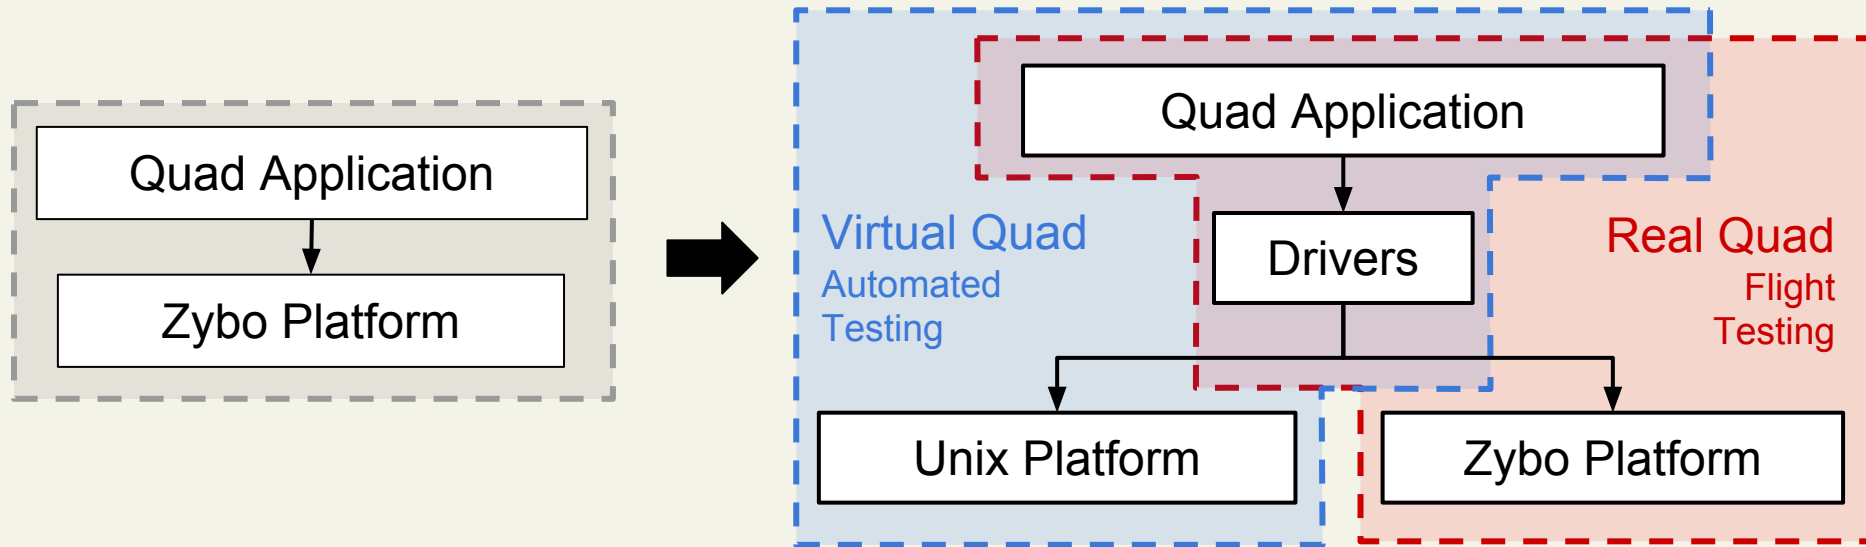 Quad Application
Zybo Platform
Quad Application
Virtual Quad
Automated
Testing
Drivers
Real Quad
Flight
Testing
Unix Platform
Zybo Platform